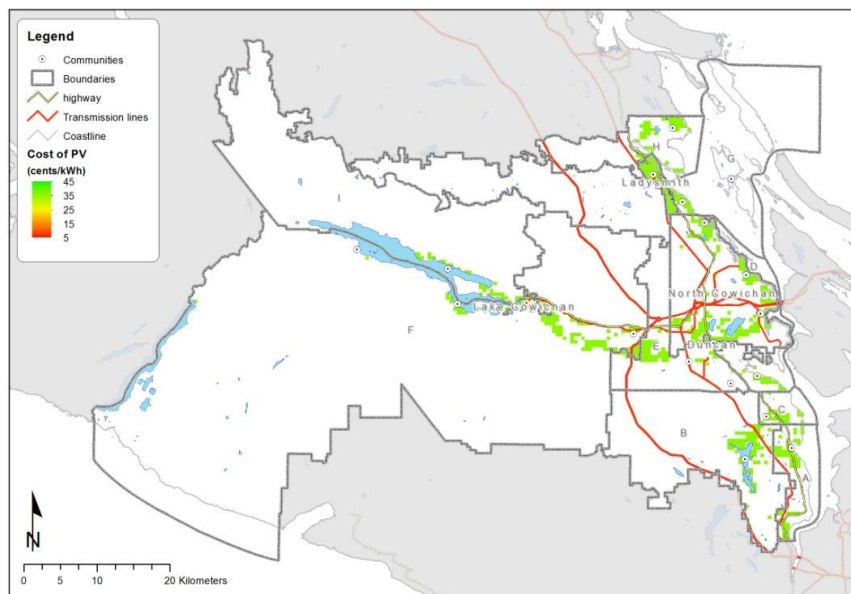 Legend
Communities
Boundaries
highway
Transmission lines
Coastline
Cost of PV
(cents/kWh)
45
35
25
15
5
H
G
Ladysmith
I
D
North Cowichan
Lake Cowichan
F
E
Duncan
D
C
B
A
N
0 5 10 20 Kilometers